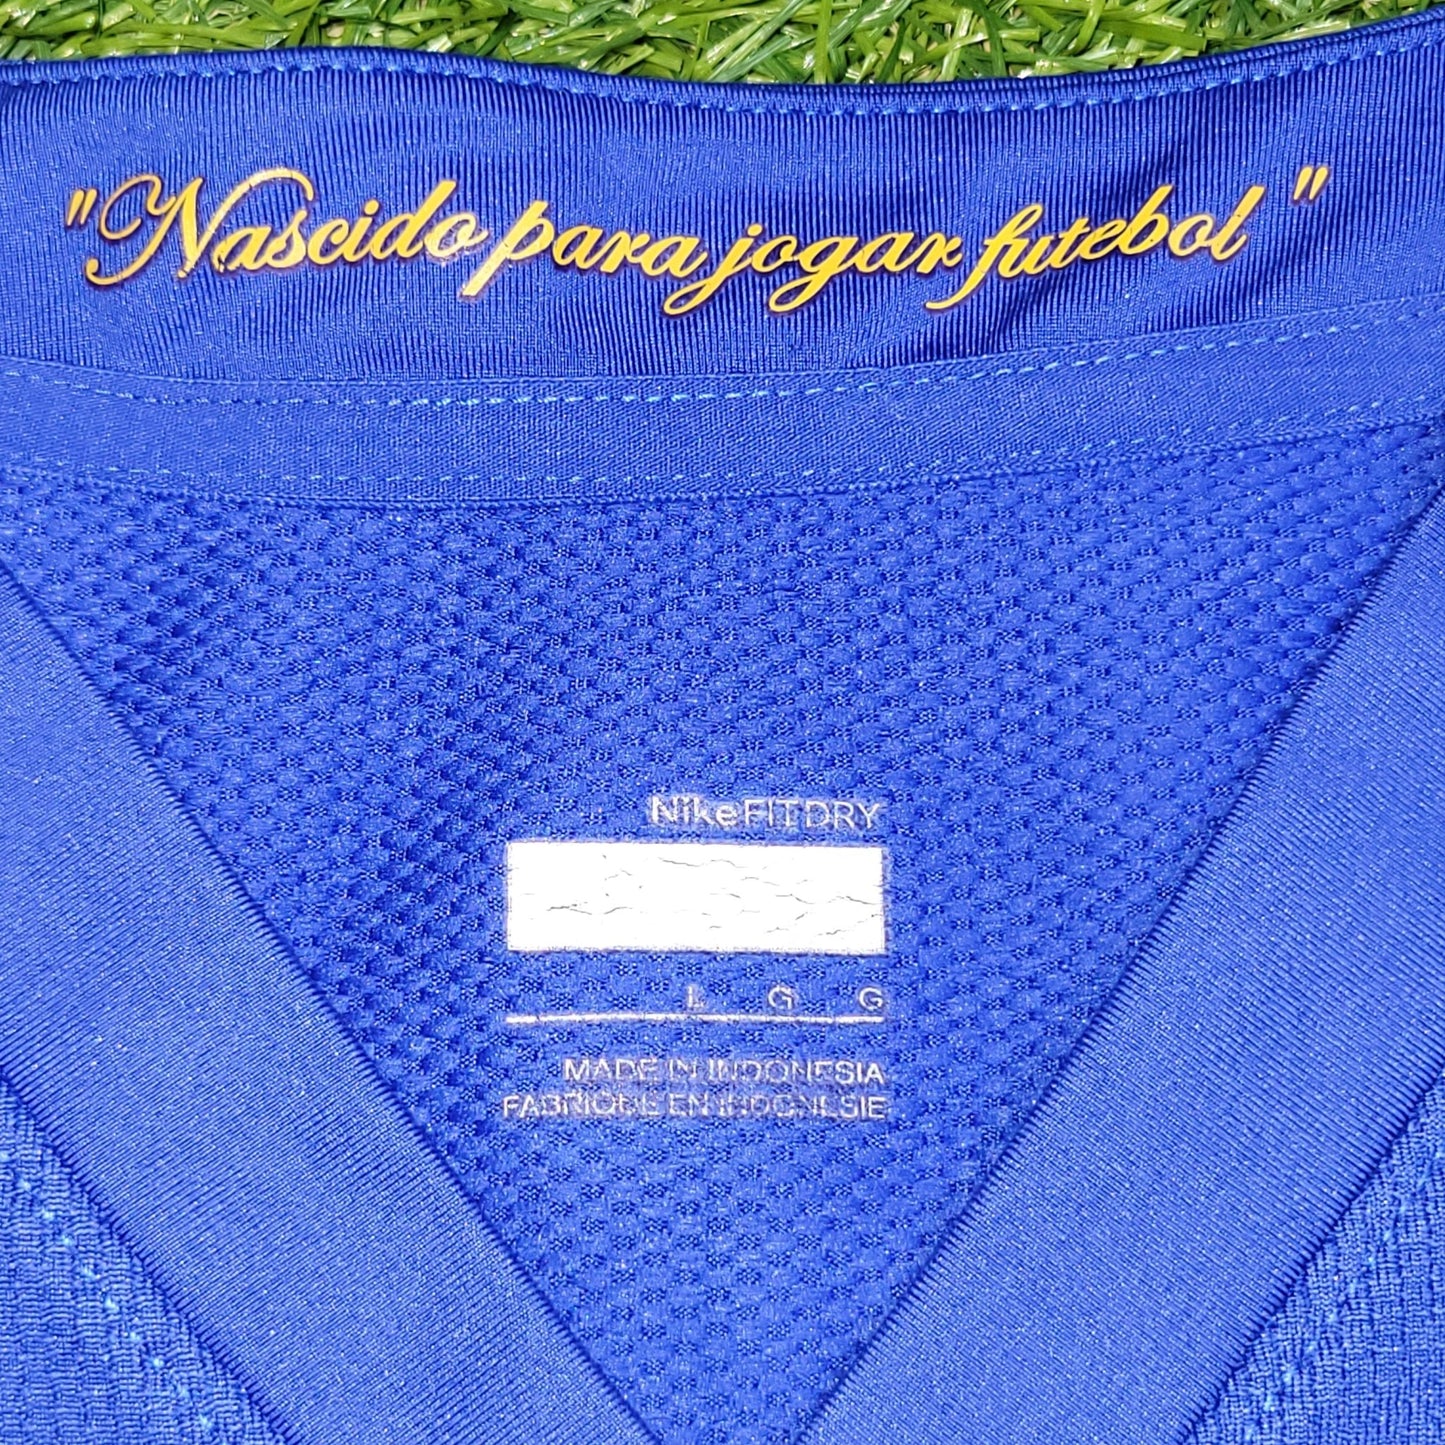 "Nascido para jogar futebol"
NikeFITDRY
L G G
MADE IN INDONESIA
FABRIQUE EN INDONESIE